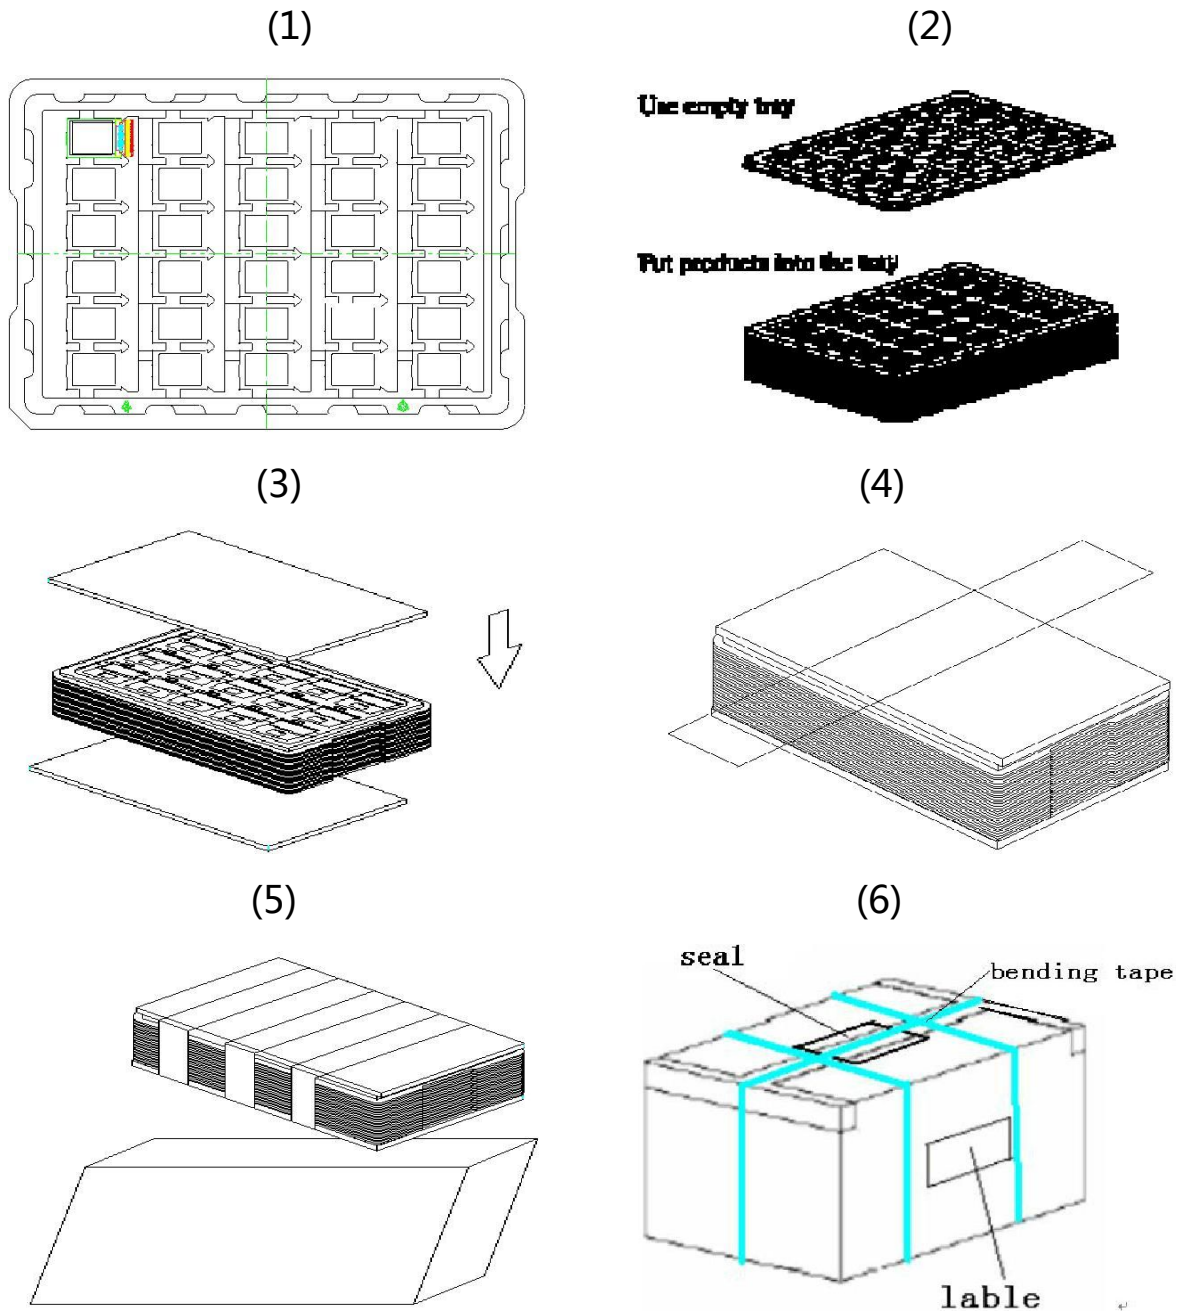 (1)
(2)
Use empty tray
Put products into the tray
(3)
(4)
(5)
(6)
seal
bending tape
lable